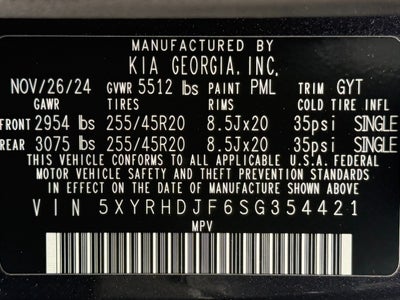 MANUFACTURED BY
KIA GEORGIA, INC.
NOV/26/24 GVWR 5512 lbs PAINT PML TRIM GYT
GAWR TIRES RIMS COLD TIRE INFL
FRONT 2954 lbs 255/45R20 8.5Jx20 35psi SINGLE
REAR 3075 lbs 255/45R20 8.5Jx20 35psi SINGLE
THIS VEHICLE CONFORMS TO ALL APPLICABLE U.S.A. FEDERAL
MOTOR VEHICLE SAFETY AND THEFT PREVENTION STANDARDS
IN EFFECT ON THE DATE OF MANUFACTURE SHOWN ABOVE
VIN 5XYRHDJF6SG354421
MPV